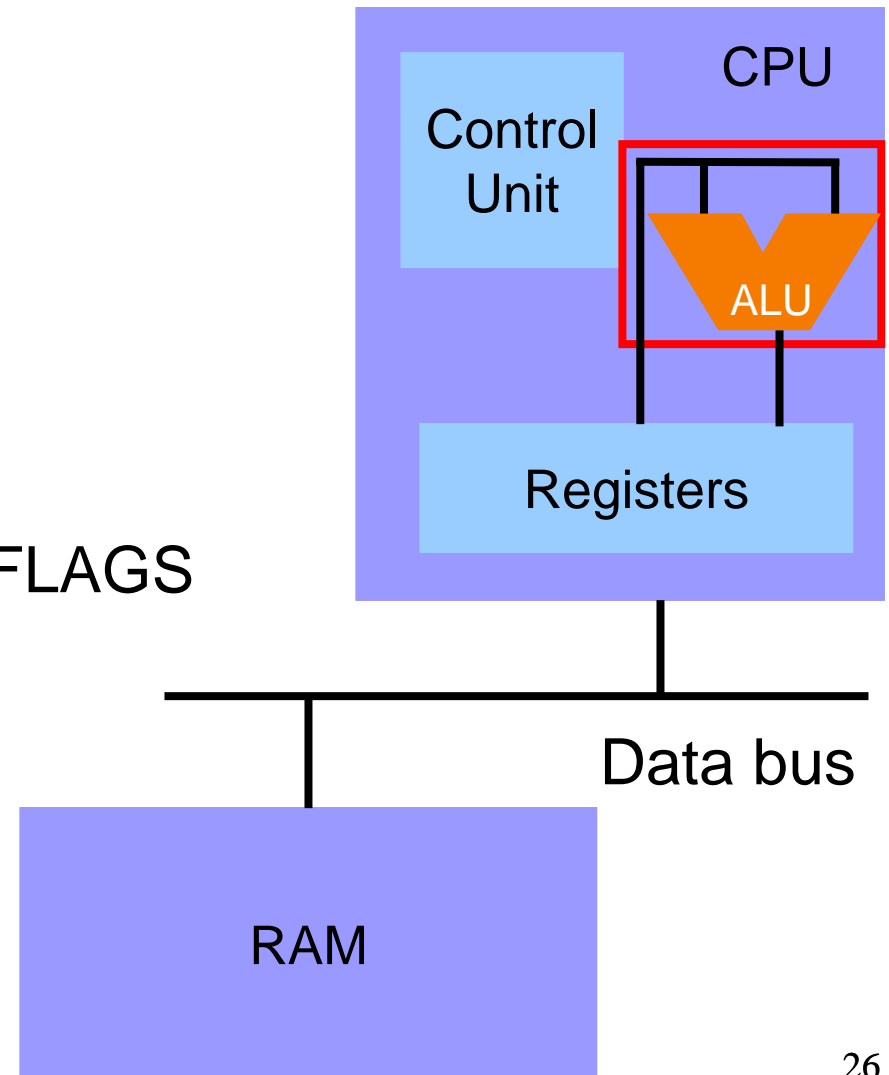 CPU
Control
Unit
ALU
Registers
FLAGS
Data bus
RAM
26